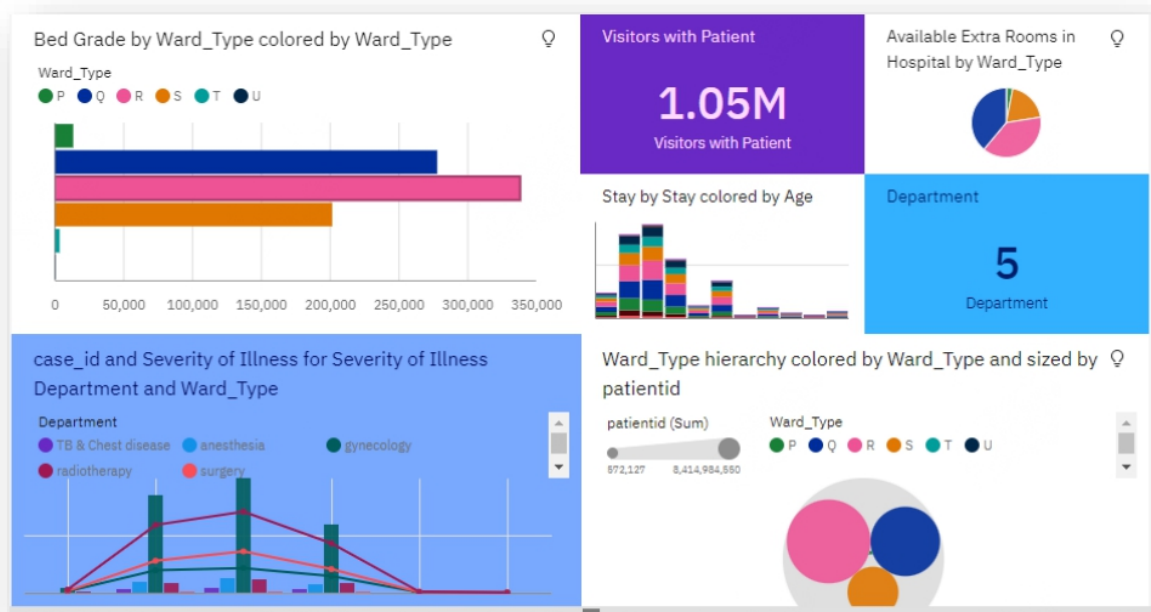 Bed Grade by Ward_Type colored by Ward_Type
Ward_Type
P Q R S T U
0 50,000 100,000 150,000 200,000 250,000 300,000 350,000
Visitors with Patient
1.05M
Visitors with Patient
Available Extra Rooms in
Hospital by Ward_Type
Stay by Stay colored by Age
Department
5
Department
case_id and Severity of Illness for Severity of Illness
Department and Ward_Type
Department
TB & Chest disease anesthesia gynecology
radiotherapy surgery
Ward_Type hierarchy colored by Ward_Type and sized by
patientid
patientid (Sum)
572,127 8,414,984,550
Ward_Type
P Q R S T U